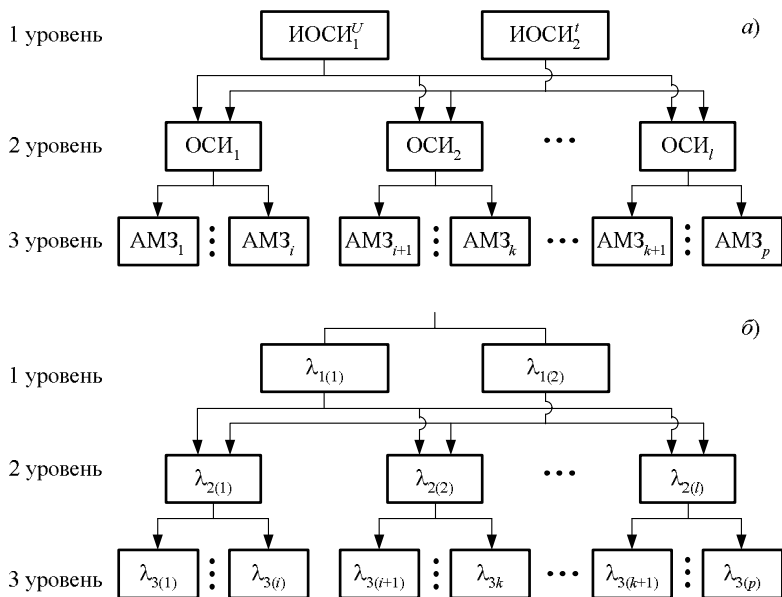 1 уровень ИОСИ₁ᵁ ИОСИ₂ᵗ а)
2 уровень ОСИ₁ ОСИ₂ ••• ОСИₗ
3 уровень АМЗ₁ АМЗᵢ АМЗᵢ₊₁ АМЗₖ ••• АМЗₖ₊₁ АМЗₚ
б)
1 уровень λ₁₍₁₎ λ₁₍₂₎
2 уровень λ₂₍₁₎ λ₂₍₂₎ ••• λ₂₍ₗ₎
3 уровень λ₃₍₁₎ λ₃₍ᵢ₎ λ₃₍ᵢ₊₁₎ λ₃ₖ ••• λ₃₍ₖ₊₁₎ λ₃₍ₚ₎